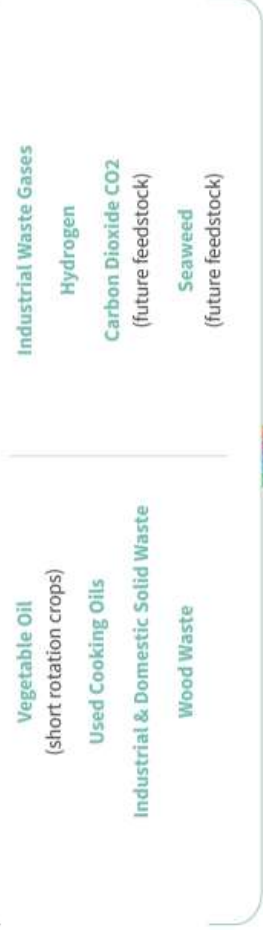 Vegetable Oil
(short rotation crops)
Used Cooking Oils
Industrial & Domestic Solid Waste
Wood Waste
Industrial Waste Gases
Hydrogen
Carbon Dioxide CO2
(future feedstock)
Seaweed
(future feedstock)